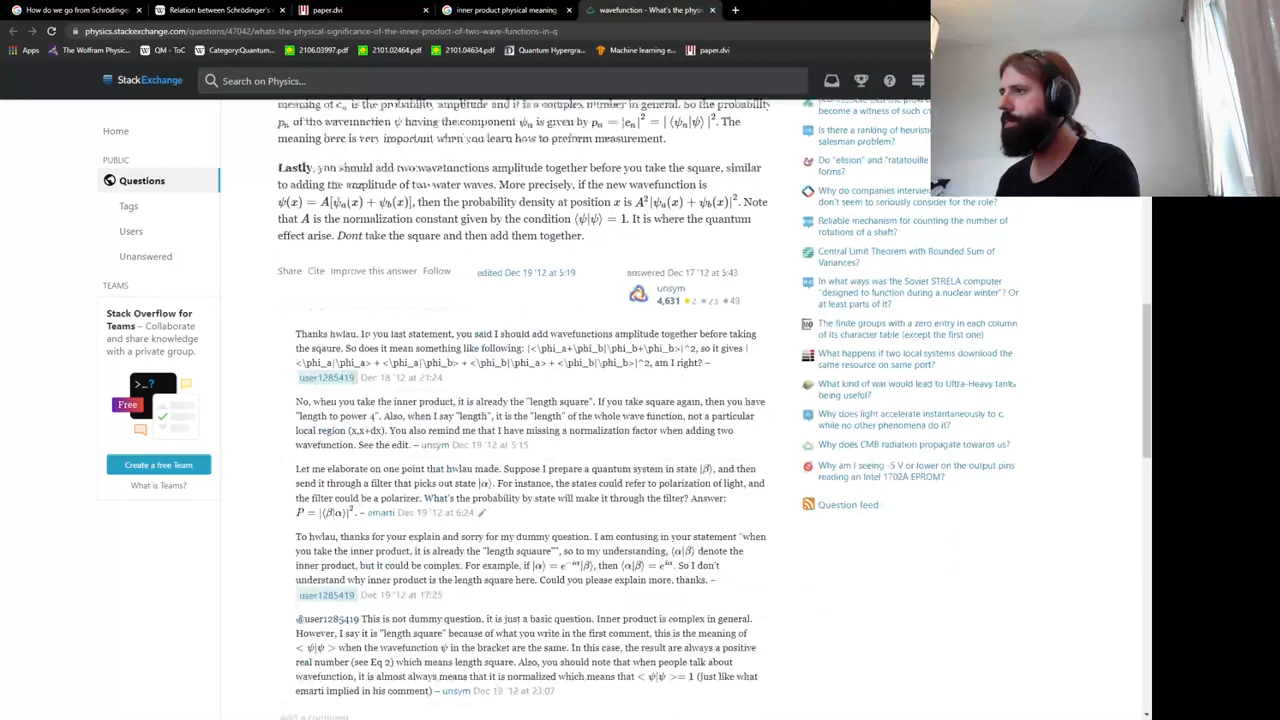 How do we go from Schrödinger
Relation between Schrödinger's
paper.dvi
inner product physical meaning
wavefunction - What's the physi
physics.stackexchange.com/questions/47042/whats-the-physical-significance-of-the-inner-product-of-two-wave-functions-in-q
Apps
The Wolfram Physic...
QM - ToC
Category:Quantum...
2106.03997.pdf
2101.02464.pdf
2101.04634.pdf
Quantum Hypergra...
Machine learning e...
paper.dvi
StackExchange
Search on Physics...
Home
PUBLIC
Questions
Tags
Users
Unanswered
TEAMS
Stack Overflow for
Teams – Collaborate
and share knowledge
with a private group.
Free
Create a free Team
What is Teams?
meaning of cₙ is the probability amplitude and it is a complex number in general. So the probability
pₙ of the wavefunction ψ having the component ψₙ is given by pₙ = |cₙ|² = | ⟨ψₙ|ψ⟩ |². The
meaning here is very important when you learn how to preform measurement.
Lastly, you should add two wavefunctions amplitude together before you take the square, similar
to adding the amplitude of two water waves. More precisely, if the new wavefunction is
ψ(x) = A[ψₐ(x) + ψ_b(x)], then the probability density at position x is A²|ψₐ(x) + ψ_b(x)|². Note
that A is the normalization constant given by the condition ⟨ψ|ψ⟩ = 1. It is where the quantum
effect arise. Dont take the square and then add them together.
Share Cite Improve this answer Follow
edited Dec 19 '12 at 5:19
answered Dec 17 '12 at 5:43
unsym
4,631 2 23 49
Thanks hwlau. To you last statement, you said I should add wavefunctions amplitude together before taking
the sqaure. So does it mean something like following: |<\phi_a+\phi_b|\phi_b+\phi_b>|^2, so it gives |
<\phi_a|\phi_a> + <\phi_a|\phi_b> + <\phi_b|\phi_a> + <\phi_b|\phi_b>|^2, am I right? –
user1285419 Dec 18 '12 at 21:24
No, when you take the inner product, it is already the "length square". If you take square again, then you have
"length to power 4". Also, when I say "length", it is the "length" of the whole wave function, not a particular
local region (x,x+dx). You also remind me that I have missing a normalization factor when adding two
wavefunction. See the edit. – unsym Dec 19 '12 at 5:15
Let me elaborate on one point that hwlau made. Suppose I prepare a quantum system in state |β⟩, and then
send it through a filter that picks out state |α⟩. For instance, the states could refer to polarization of light, and
the filter could be a polarizer. What's the probability by state will make it through the filter? Answer:
P = |⟨β|α⟩|². – emarti Dec 19 '12 at 6:24
To hwlau, thanks for your explain and sorry for my dummy question. I am confusing in your statement "when
you take the inner product, it is already the "length squaure"", so to my understanding, ⟨α|β⟩ denote the
inner product, but it could be complex. For example, if |α⟩ = e⁻ⁱᵅ|β⟩, then ⟨α|β⟩ = eⁱᵅ. So I don't
understand why inner product is the length square here. Could you please explain more, thanks. –
user1285419 Dec 19 '12 at 17:25
@user1285419 This is not dummy question, it is just a basic question. Inner product is complex in general.
However, I say it is "length square" because of what you write in the first comment, this is the meaning of
< ψ|ψ > when the wavefunction ψ in the bracket are the same. In this case, the result are always a positive
real number (see Eq 2) which means length square. Also, you should note that when people talk about
wavefunction, it is almost always means that it is normalized which means that < ψ|ψ >= 1 (just like what
emarti implied in his comment) – unsym Dec 19 '12 at 23:07
Add a comment
become a witness of such
Is there a ranking of heuristic
salesman problem?
Do "elision" and "ratatouille
forms?
Why do companies intervie
don't seem to seriously consider for the role?
Reliable mechanism for counting the number of
rotations of a shaft?
Central Limit Theorem with Bounded Sum of
Variances?
In what ways was the Soviet STRELA computer
"designed to function during a nuclear winter"? Or
at least parts of it?
The finite groups with a zero entry in each column
of its character table (except the first one)
What happens if two local systems download the
same resource on same port?
What kind of war would lead to Ultra-Heavy tanks
being useful?
Why does light accelerate instantaneously to c,
while no other phenomena do it?
Why does CMB radiation propagate towards us?
Why am I seeing -5 V or lower on the output pins
reading an Intel 1702A EPROM?
Question feed